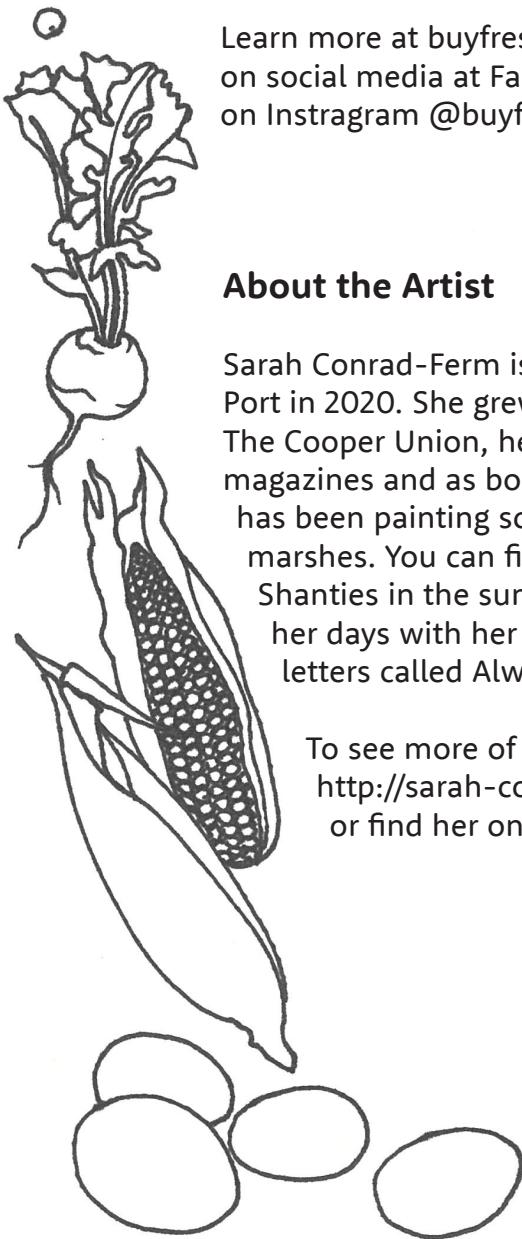 Learn more at buyfres
on social media at Fa
on Instragram @buyf
About the Artist
Sarah Conrad-Ferm is
Port in 2020. She grew
The Cooper Union, he
magazines and as bo
has been painting so
marshes. You can fi
Shanties in the sum
her days with her
letters called Alw
To see more of
http://sarah-co
or find her on